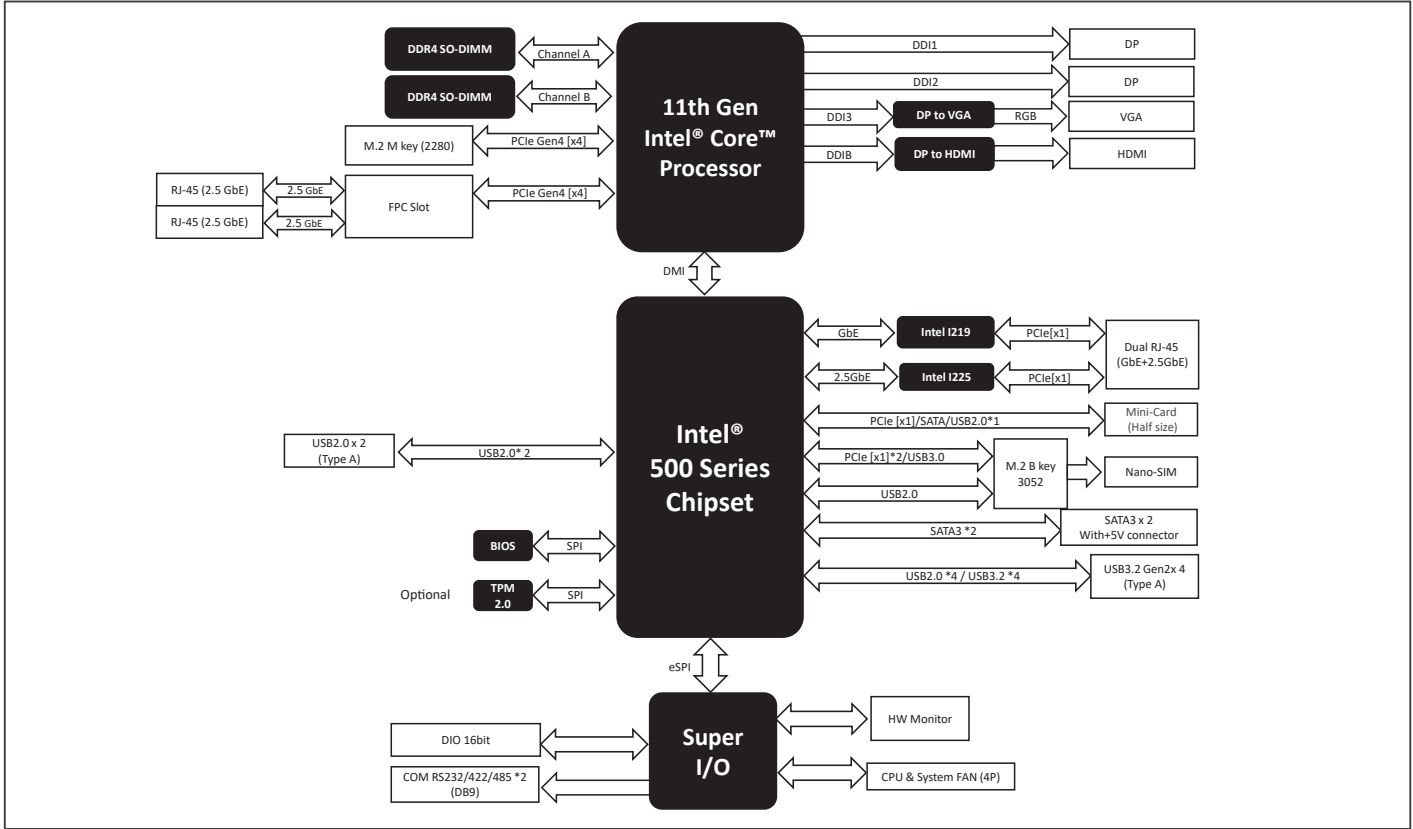 DDR4 SO-DIMM
Channel A
DDR4 SO-DIMM
Channel B
M.2 M key (2280)
PCIe Gen4 [x4]
RJ-45 (2.5 GbE)
2.5 GbE
RJ-45 (2.5 GbE)
2.5 GbE
FPC Slot
PCIe Gen4 [x4]
11th Gen
Intel® Core™
Processor
DDI1
DP
DDI2
DP
DDI3
DP to VGA
RGB
VGA
DDIB
DP to HDMI
HDMI
DMI
Intel®
500 Series
Chipset
GbE
Intel I219
PCIe[x1]
2.5GbE
Intel I225
PCIe[x1]
Dual RJ-45
(GbE+2.5GbE)
PCIe [x1]/SATA/USB2.0*1
Mini-Card
(Half size)
PCIe [x1]*2/USB3.0
USB2.0
M.2 B key
3052
Nano-SIM
SATA3 *2
SATA3 x 2
With+5V connector
USB2.0 *4 / USB3.2 *4
USB3.2 Gen2x 4
(Type A)
USB2.0 x 2
(Type A)
USB2.0* 2
BIOS
SPI
Optional
TPM
2.0
SPI
eSPI
Super
I/O
DIO 16bit
COM RS232/422/485 *2
(DB9)
HW Monitor
CPU & System FAN (4P)